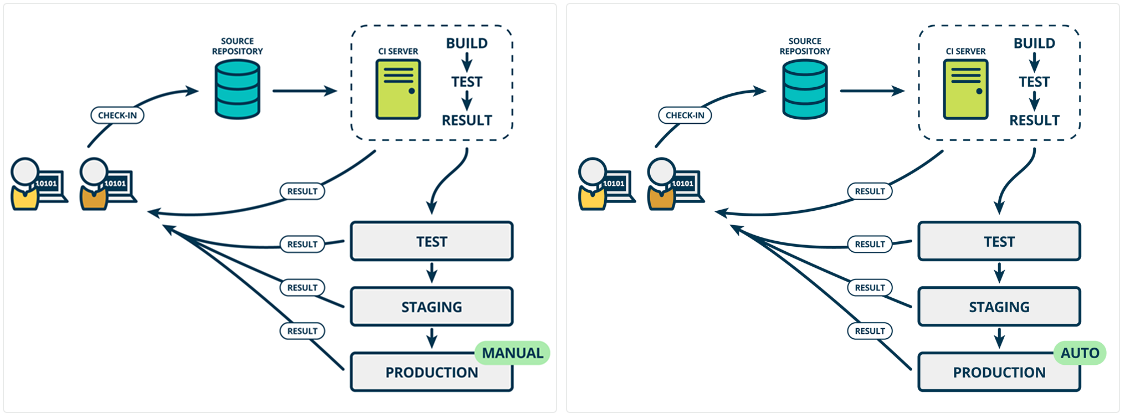 SOURCE
REPOSITORY
CI SERVER
BUILD
TEST
RESULT
CHECK-IN
10101
10101
RESULT
TEST
RESULT
RESULT
STAGING
RESULT
MANUAL
PRODUCTION
SOURCE
REPOSITORY
CI SERVER
BUILD
TEST
RESULT
CHECK-IN
10101
10101
RESULT
TEST
RESULT
RESULT
STAGING
RESULT
AUTO
PRODUCTION